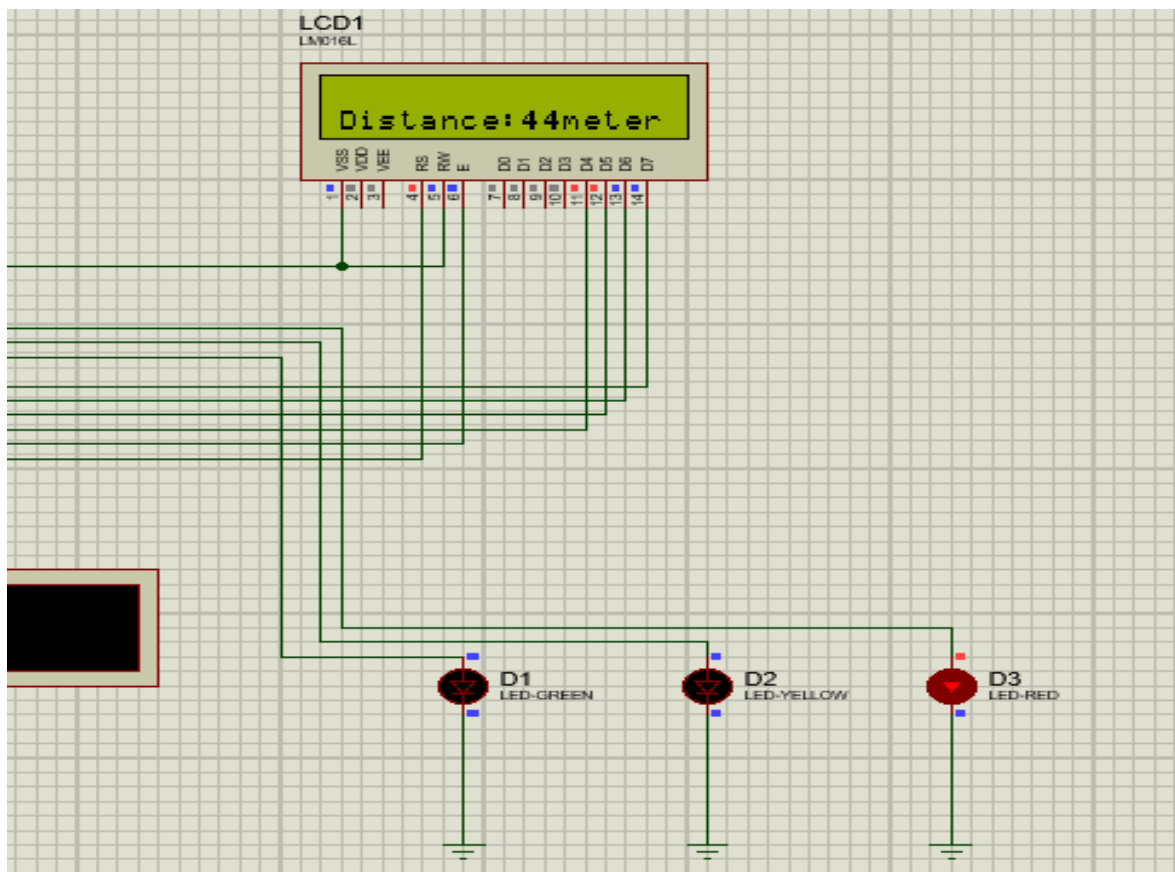 LCD1
LM016L
Distance:44meter
VSS
VDD
VEE
RS
RW
E
D0
D1
D2
D3
D4
D5
D6
D7
1
2
3
4
5
6
7
8
9
10
11
12
13
14
D1
LED-GREEN
D2
LED-YELLOW
D3
LED-RED